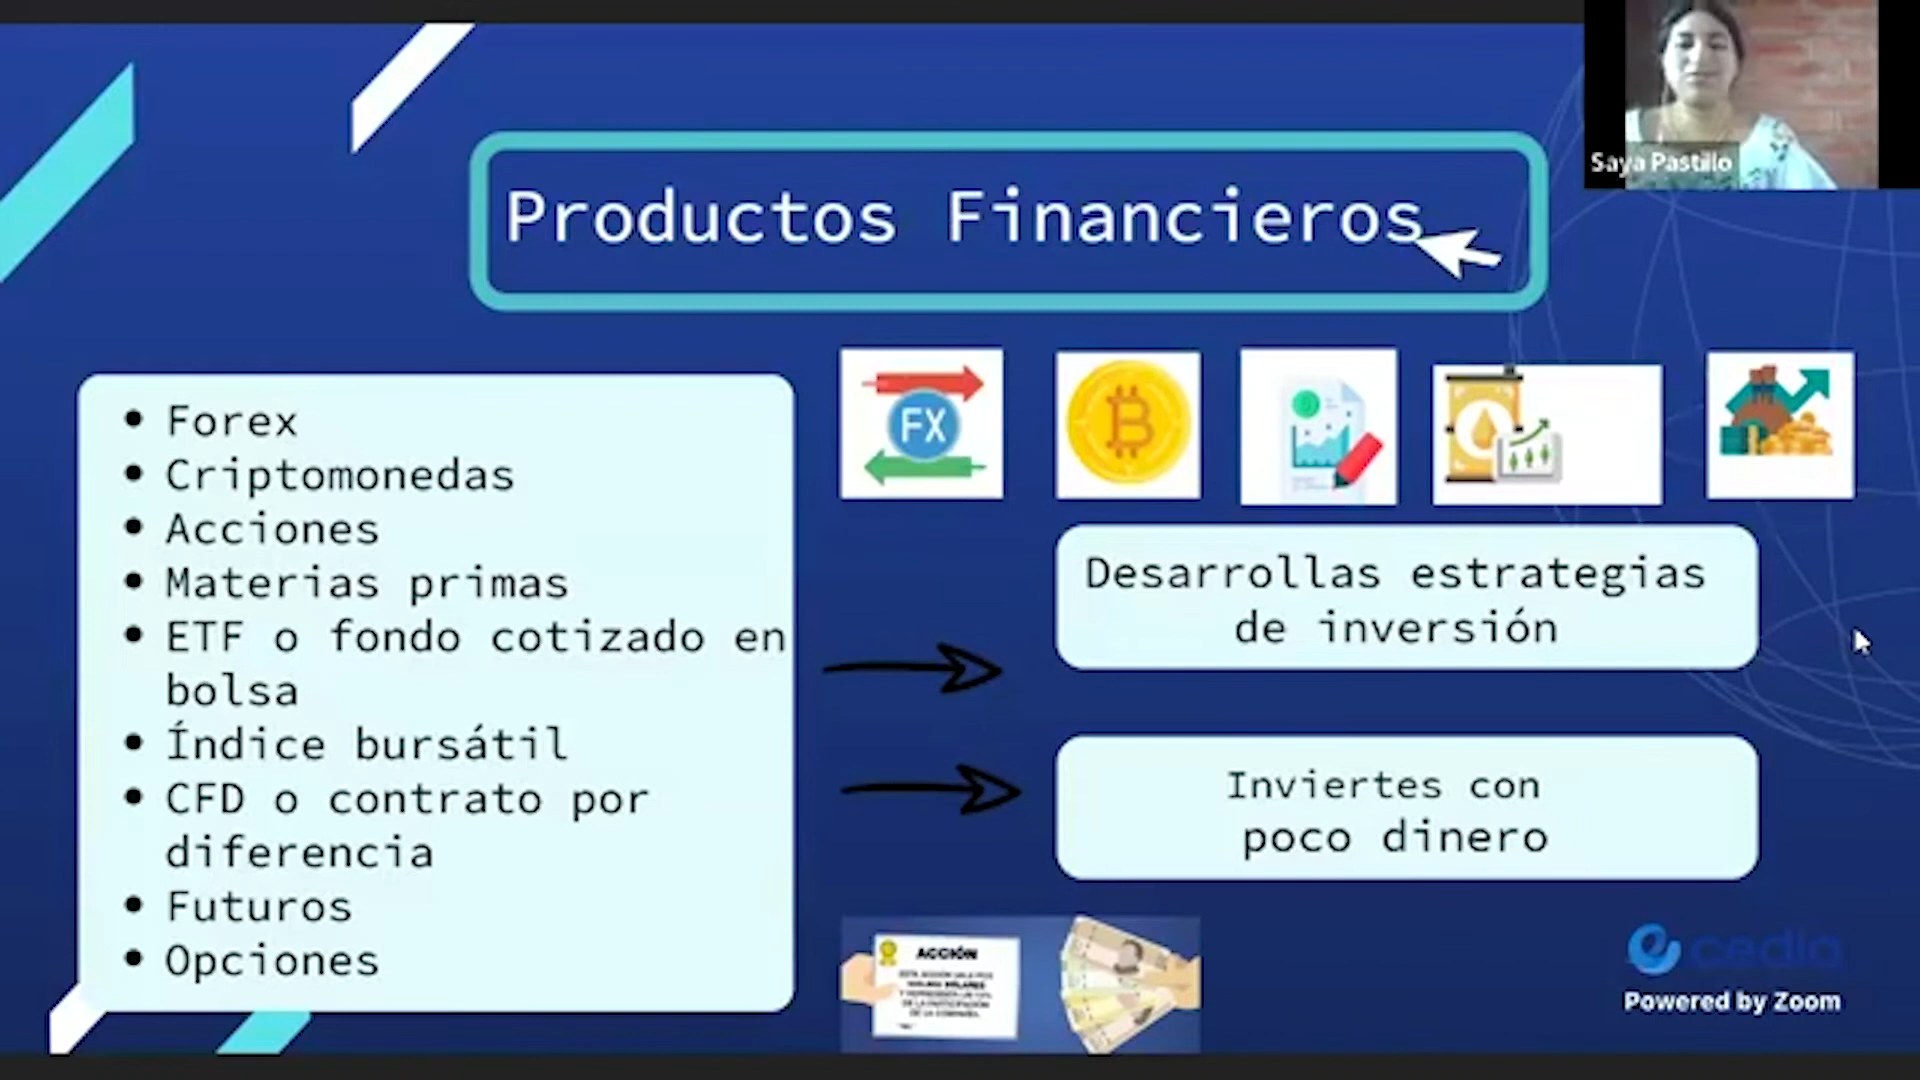 Saya Pastillo
Productos Financieros
FX
• Forex
• Criptomonedas
• Acciones
• Materias primas
• ETF o fondo cotizado en
bolsa
• Índice bursátil
• CFD o contrato por
diferencia
• Futuros
• Opciones
Desarrollas estrategias
de inversión
Inviertes con
poco dinero
ACCIÓN
cedia
Powered by Zoom